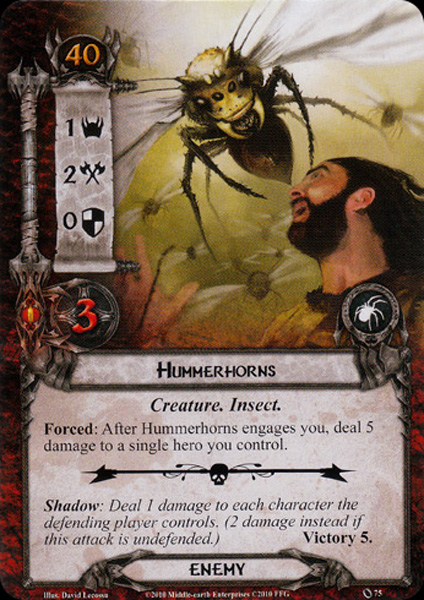 40
1
2
0
3
HUMMERHORNS
Creature. Insect.
Forced: After Hummerhorns engages you, deal 5
damage to a single hero you control.
Shadow: Deal 1 damage to each character the
defending player controls. (2 damage instead if
this attack is undefended.) Victory 5.
ENEMY
Illus. David Lecossu ©2010 Middle-earth Enterprises ©2010 FFG 75